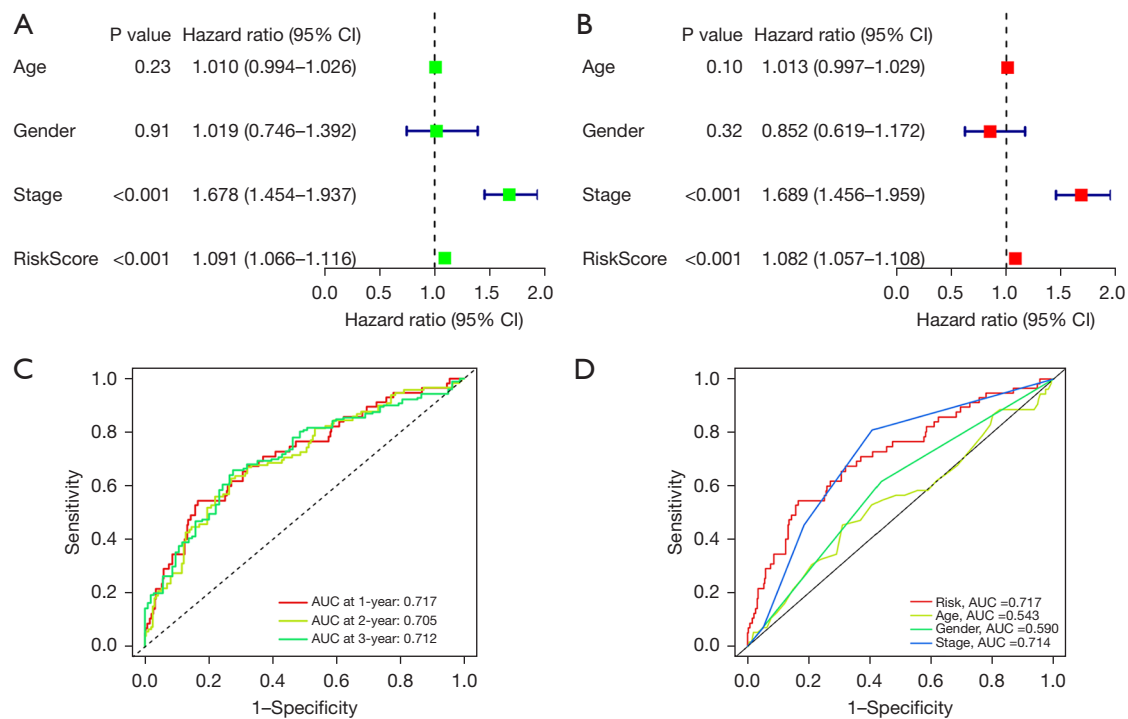 A
P value Hazard ratio (95% CI)
Age 0.23 1.010 (0.994–1.026)
Gender 0.91 1.019 (0.746–1.392)
Stage <0.001 1.678 (1.454–1.937)
RiskScore <0.001 1.091 (1.066–1.116)
0.0 0.5 1.0 1.5 2.0
Hazard ratio (95% CI)
B
P value Hazard ratio (95% CI)
Age 0.10 1.013 (0.997–1.029)
Gender 0.32 0.852 (0.619–1.172)
Stage <0.001 1.689 (1.456–1.959)
RiskScore <0.001 1.082 (1.057–1.108)
0.0 0.5 1.0 1.5 2.0
Hazard ratio (95% CI)
C
Sensitivity
1.0
0.8
0.6
0.4
0.2
0.0
AUC at 1-year: 0.717
AUC at 2-year: 0.705
AUC at 3-year: 0.712
0.0 0.2 0.4 0.6 0.8 1.0
1–Specificity
D
Sensitivity
1.0
0.8
0.6
0.4
0.2
0.0
Risk, AUC =0.717
Age, AUC =0.543
Gender, AUC =0.590
Stage, AUC =0.714
0.0 0.2 0.4 0.6 0.8 1.0
1–Specificity